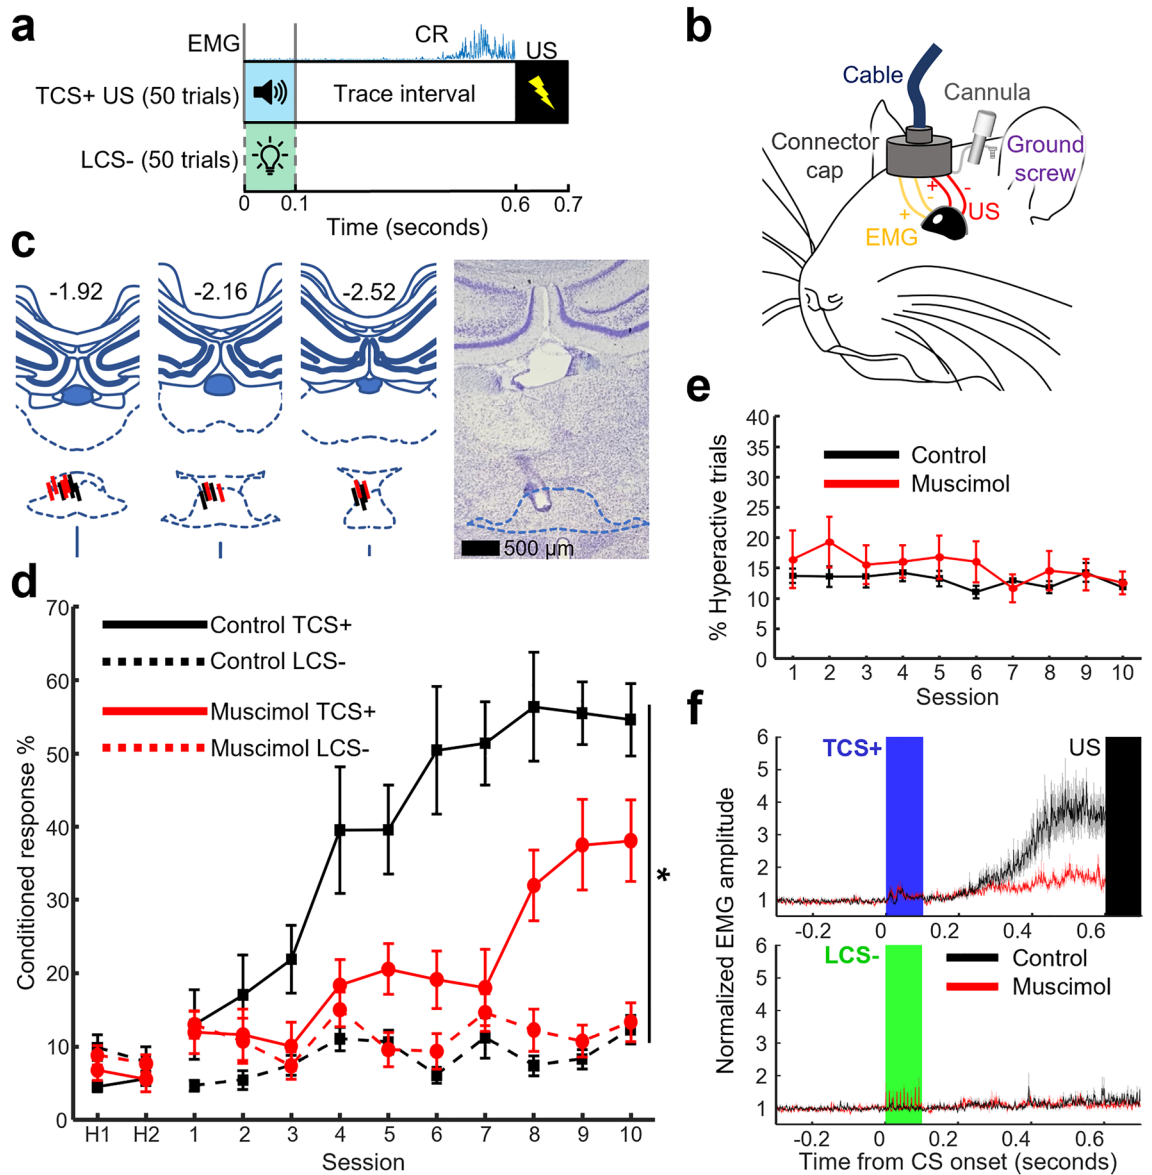 a
EMG
CR
US
TCS+ US (50 trials)
Trace interval
LCS- (50 trials)
0
0.1
0.6
0.7
Time (seconds)
b
Cable
Cannula
Connector
cap
Ground
screw
+
-
-
+
US
EMG
c
-1.92
-2.16
-2.52
500 µm
d
70
60
50
40
30
20
10
0
Conditioned response %
Control TCS+
Control LCS-
Muscimol TCS+
Muscimol LCS-
*
H1
H2
1
2
3
4
5
6
7
8
9
10
Session
e
40
35
30
25
20
15
10
5
0
% Hyperactive trials
Control
Muscimol
1
2
3
4
5
6
7
8
9
10
Session
f
Normalized EMG amplitude
6
5
4
3
2
1
TCS+
US
-0.2
0
0.2
0.4
0.6
6
5
4
3
2
1
LCS-
Control
Muscimol
-0.2
0
0.2
0.4
0.6
Time from CS onset (seconds)